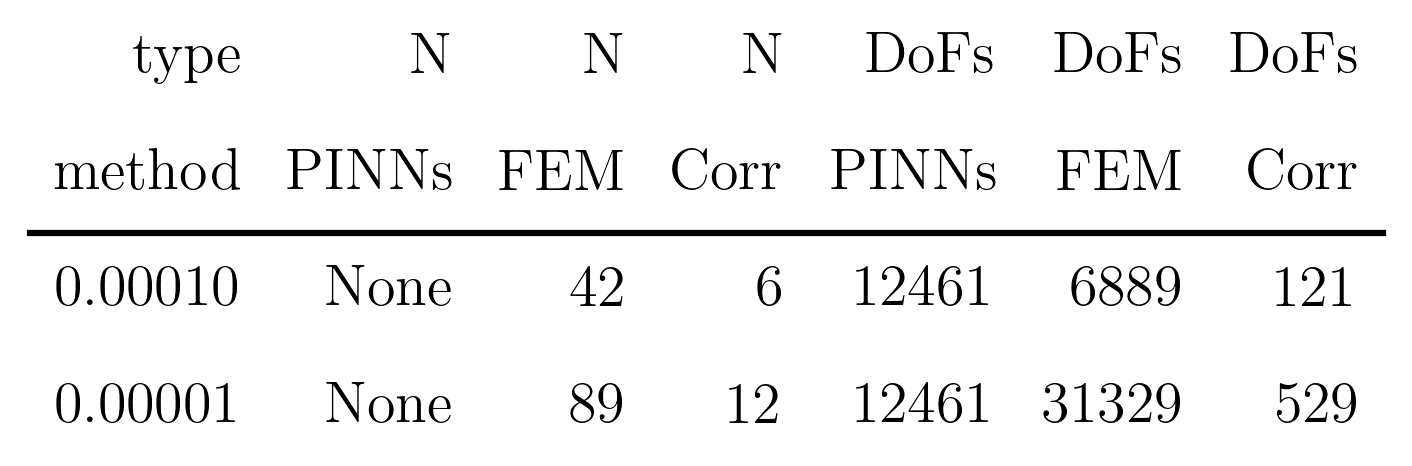 type N N N DoFs DoFs DoFs
method PINNs FEM Corr PINNs FEM Corr
0.00010 None 42 6 12461 6889 121
0.00001 None 89 12 12461 31329 529